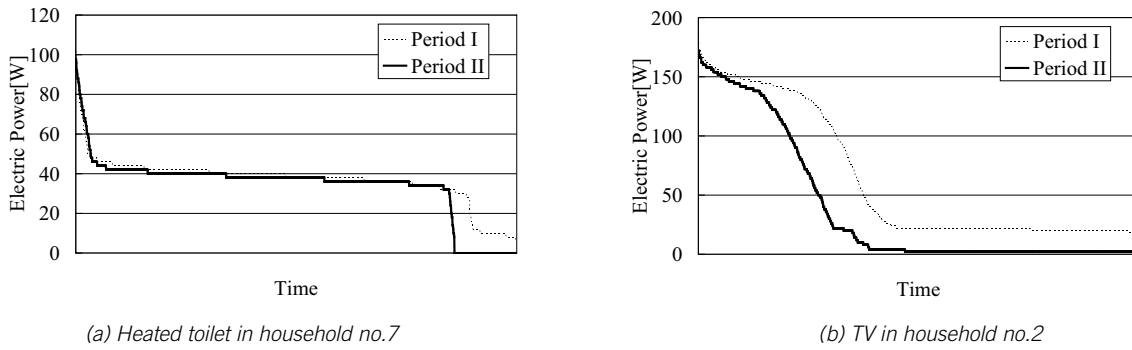 120
100
80
60
40
20
0
Electric Power[W]
Period I
Period II
Time
(a) Heated toilet in household no.7
200
150
100
50
0
Electric Power[W]
Period I
Period II
Time
(b) TV in household no.2